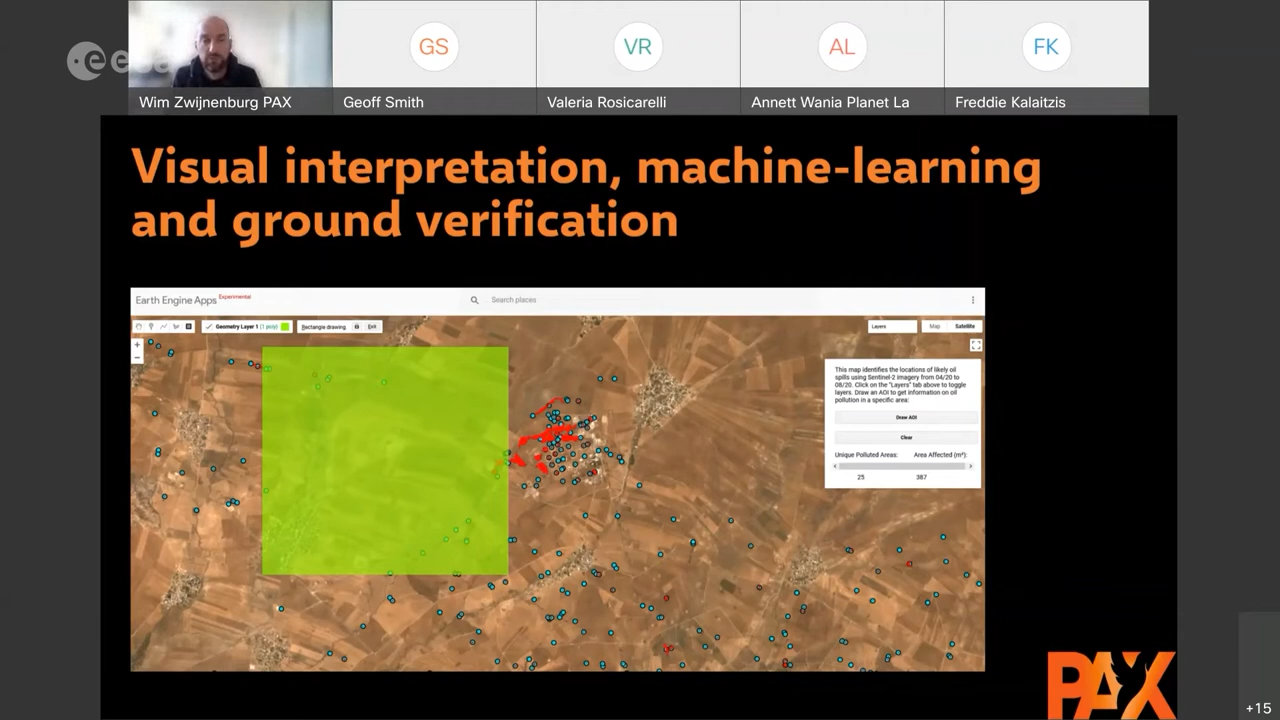 esa
GS
VR
AL
FK
Wim Zwijnenburg PAX
Geoff Smith
Valeria Rosicarelli
Annett Wania Planet La
Freddie Kalaitzis
Visual interpretation, machine-learning
and ground verification
Earth Engine Apps Experimental
Search places
Geometry Layer 1 (1 poly)
Rectangle drawing.
Exit
Layers
Map
Satellite
+
−
This map identifies the locations of likely oil
spills using Sentinel-2 imagery from 04/20 to
08/20. Click on the "Layers" tab above to toggle
layers. Draw an AOI to get information on oil
pollution in a specific area:
Draw AOI
Clear
Unique Polluted Areas:
Area Affected (m²):
25
387
PAX
+15